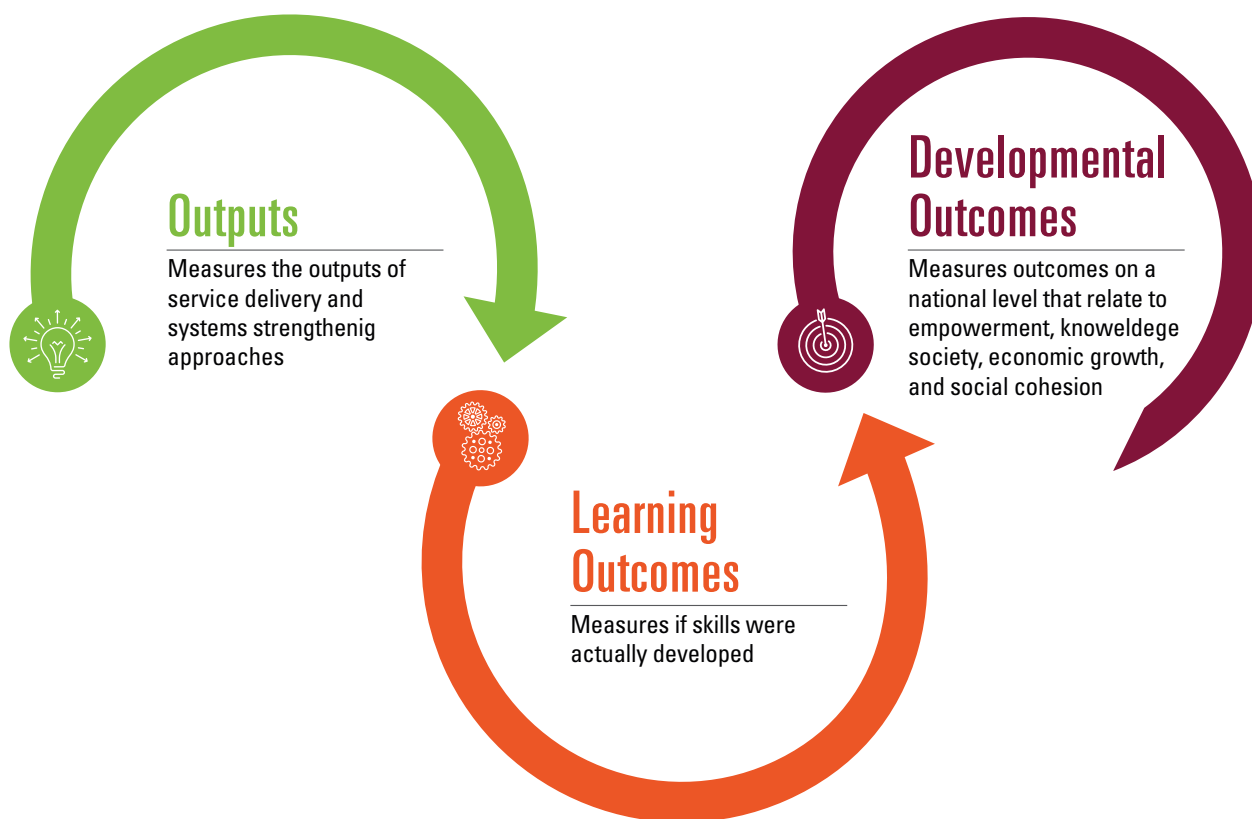 Outputs
Measures the outputs of
service delivery and
systems strengthenig
approaches
Learning
Outcomes
Measures if skills were
actually developed
Developmental
Outcomes
Measures outcomes on a
national level that relate to
empowerment, knoweldege
society, economic growth,
and social cohesion